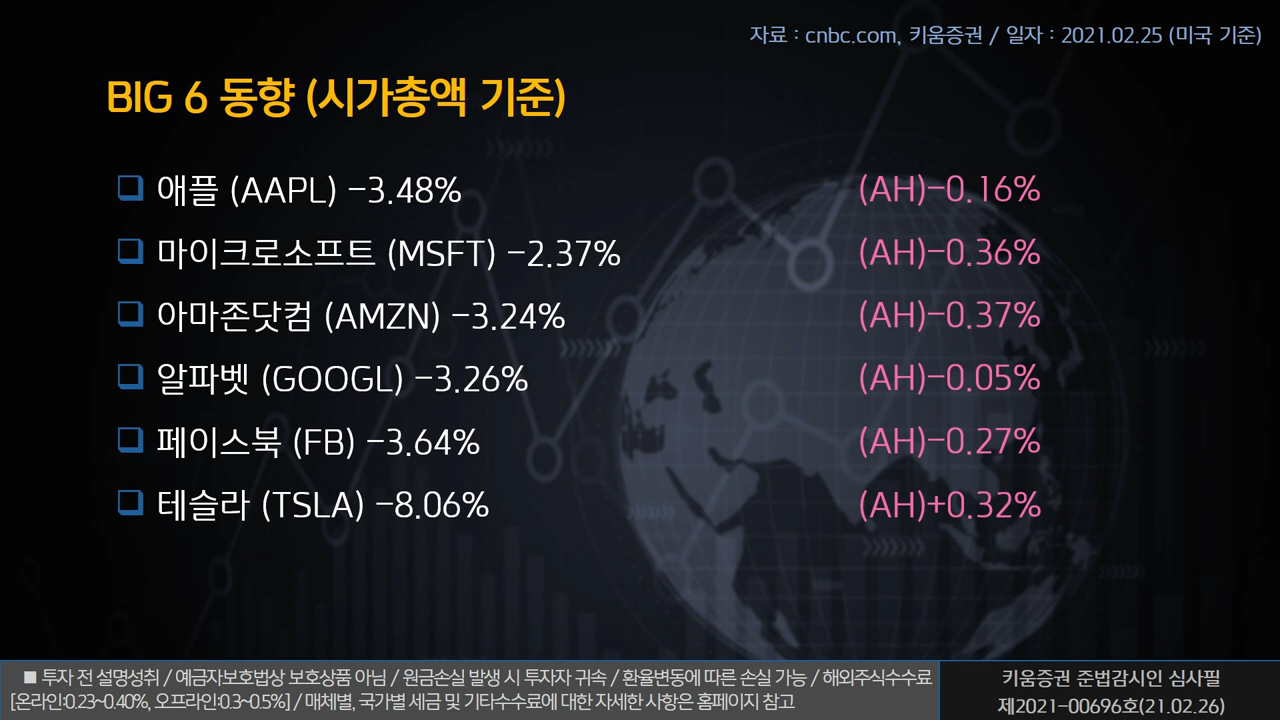 자료 : cnbc.com, 키움증권 / 일자 : 2021.02.25 (미국 기준)
BIG 6 동향 (시가총액 기준)
애플 (AAPL) -3.48% (AH)-0.16%
마이크로소프트 (MSFT) -2.37% (AH)-0.36%
아마존닷컴 (AMZN) -3.24% (AH)-0.37%
알파벳 (GOOGL) -3.26% (AH)-0.05%
페이스북 (FB) -3.64% (AH)-0.27%
테슬라 (TSLA) -8.06% (AH)+0.32%
■ 투자 전 설명성취 / 예금자보호법상 보호상품 아님 / 원금손실 발생 시 투자자 귀속 / 환율변동에 따른 손실 가능 / 해외주식수수료
[온라인:0.23~0.40%, 오프라인:0.3~0.5%] / 매체별, 국가별 세금 및 기타수수료에 대한 자세한 사항은 홈페이지 참고
키움증권 준법감시인 심사필
제2021-00696호(21.02.26)